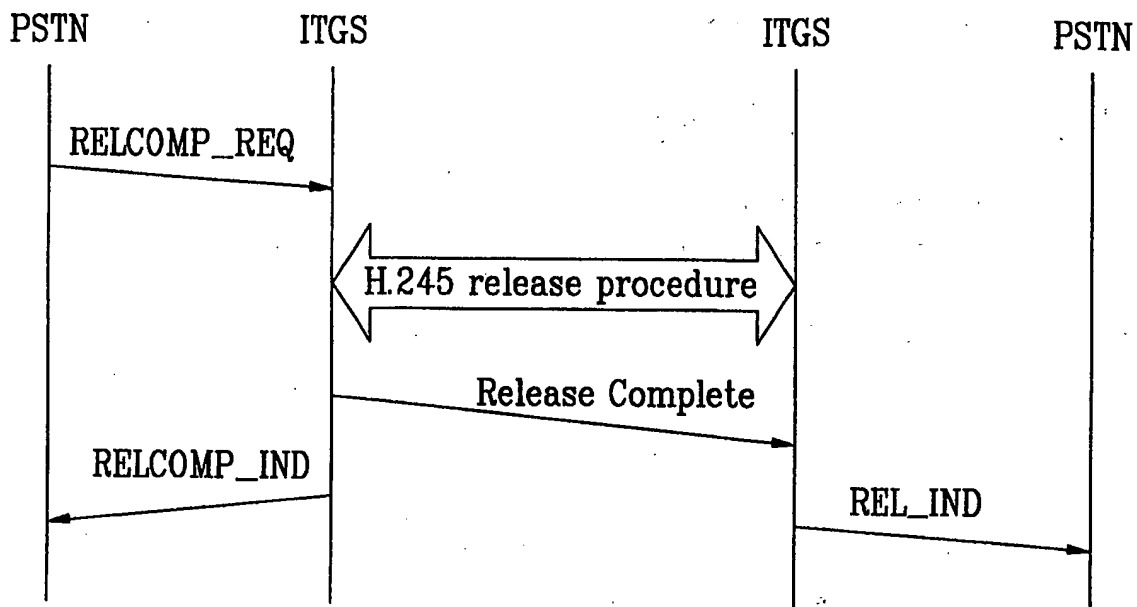 PSTN
ITGS
ITGS
PSTN
RELCOMP_REQ
H.245 release procedure
Release Complete
RELCOMP_IND
REL_IND